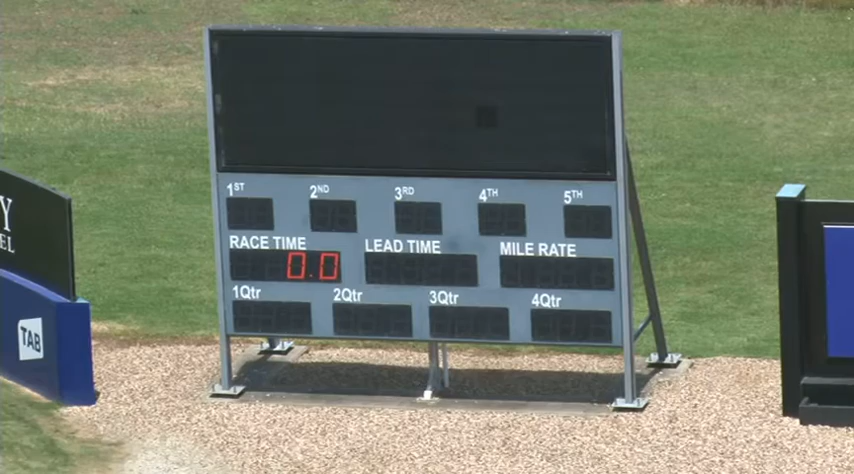 1ST 2ND 3RD 4TH 5TH
RACE TIME LEAD TIME MILE RATE
0.0
1Qtr 2Qtr 3Qtr 4Qtr
TAB